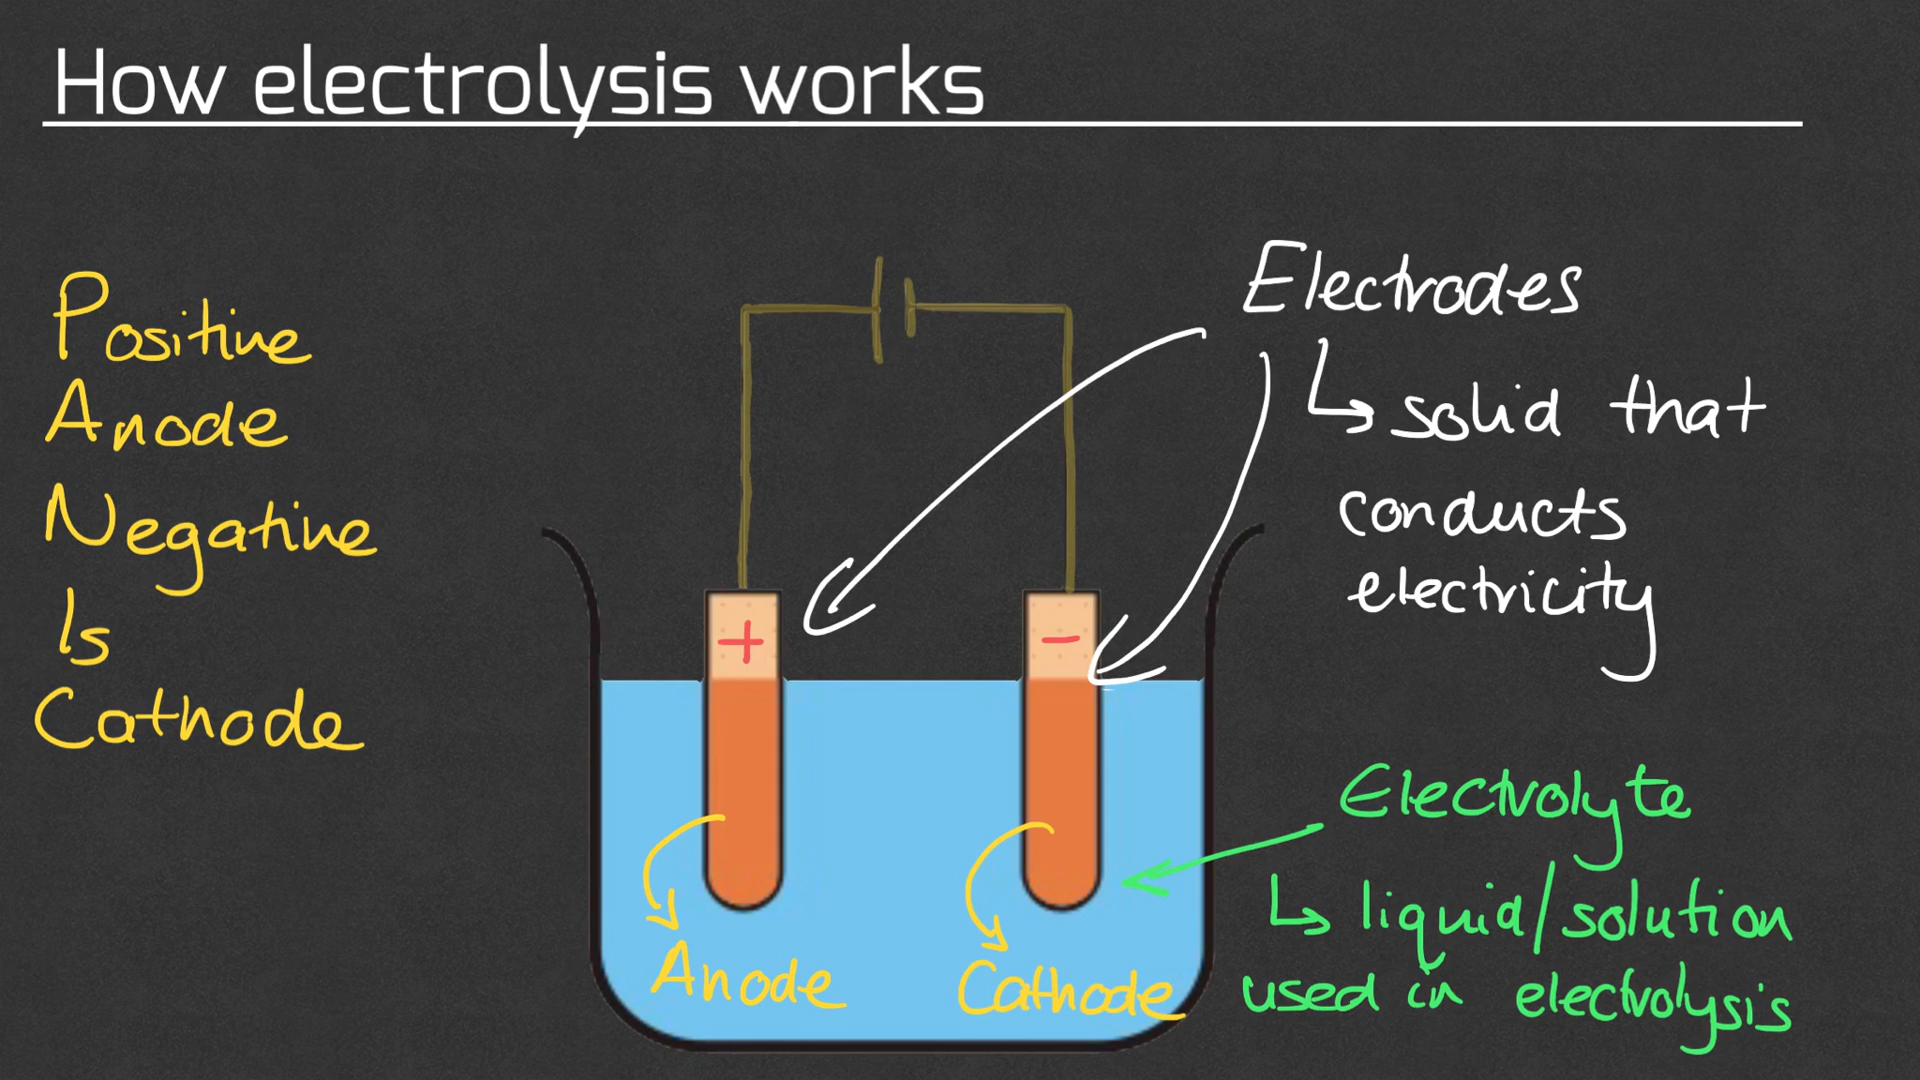 How electrolysis works
Positive
Anode
Negative
Is
Cathode
Electrodes
↳ solid that
conducts
electricity
+
−
Electrolyte
↳ liquid/solution
used in electrolysis
Anode
Cathode